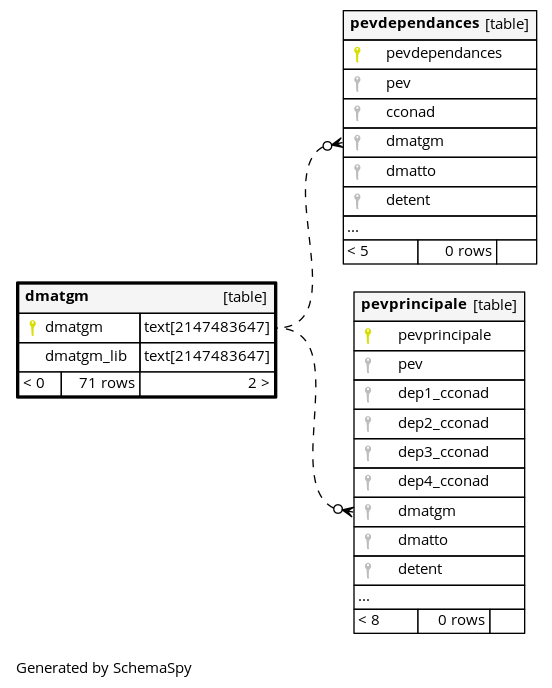 pevdependances [table]
pevdependances
pev
cconad
dmatgm
dmatto
detent
...
< 5 0 rows
dmatgm [table]
dmatgm text[2147483647]
dmatgm_lib text[2147483647]
< 0 71 rows 2 >
pevprincipale [table]
pevprincipale
pev
dep1_cconad
dep2_cconad
dep3_cconad
dep4_cconad
dmatgm
dmatto
detent
...
< 8 0 rows
Generated by SchemaSpy